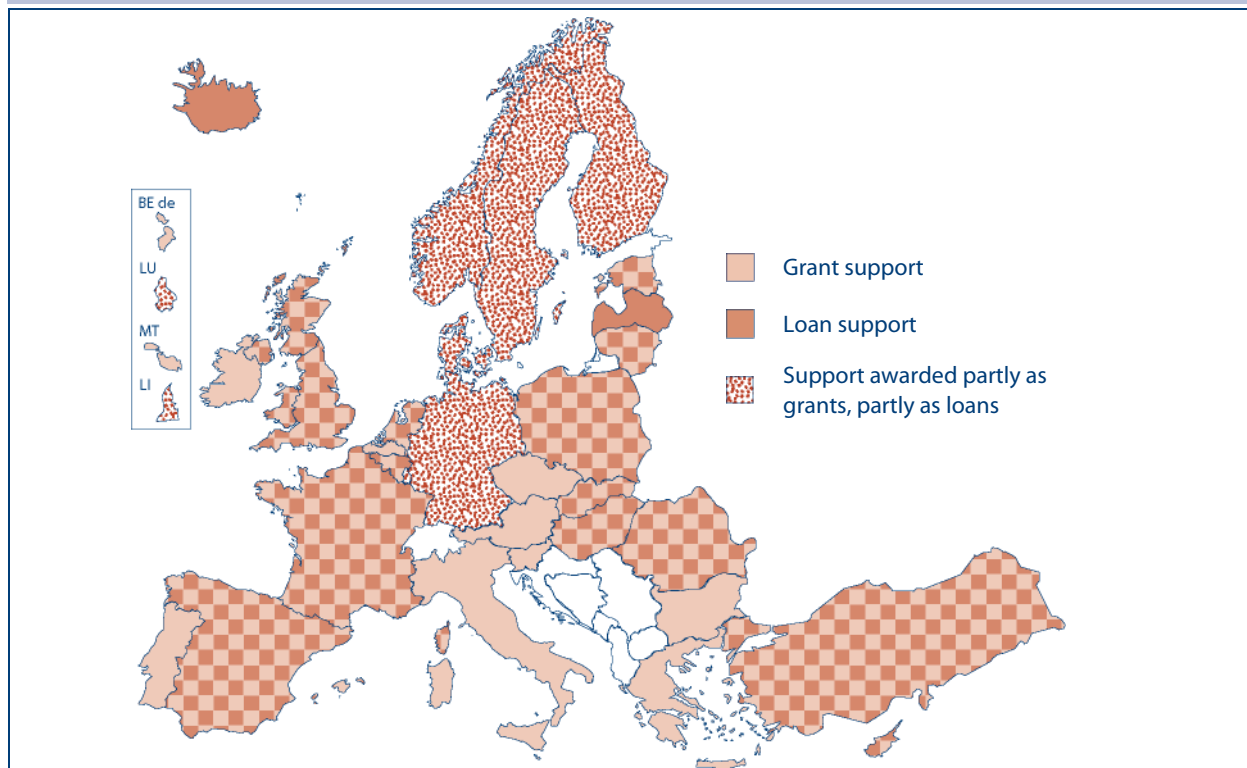 BE de
LU
MT
LI
Grant support
Loan support
Support awarded partly as
grants, partly as loans